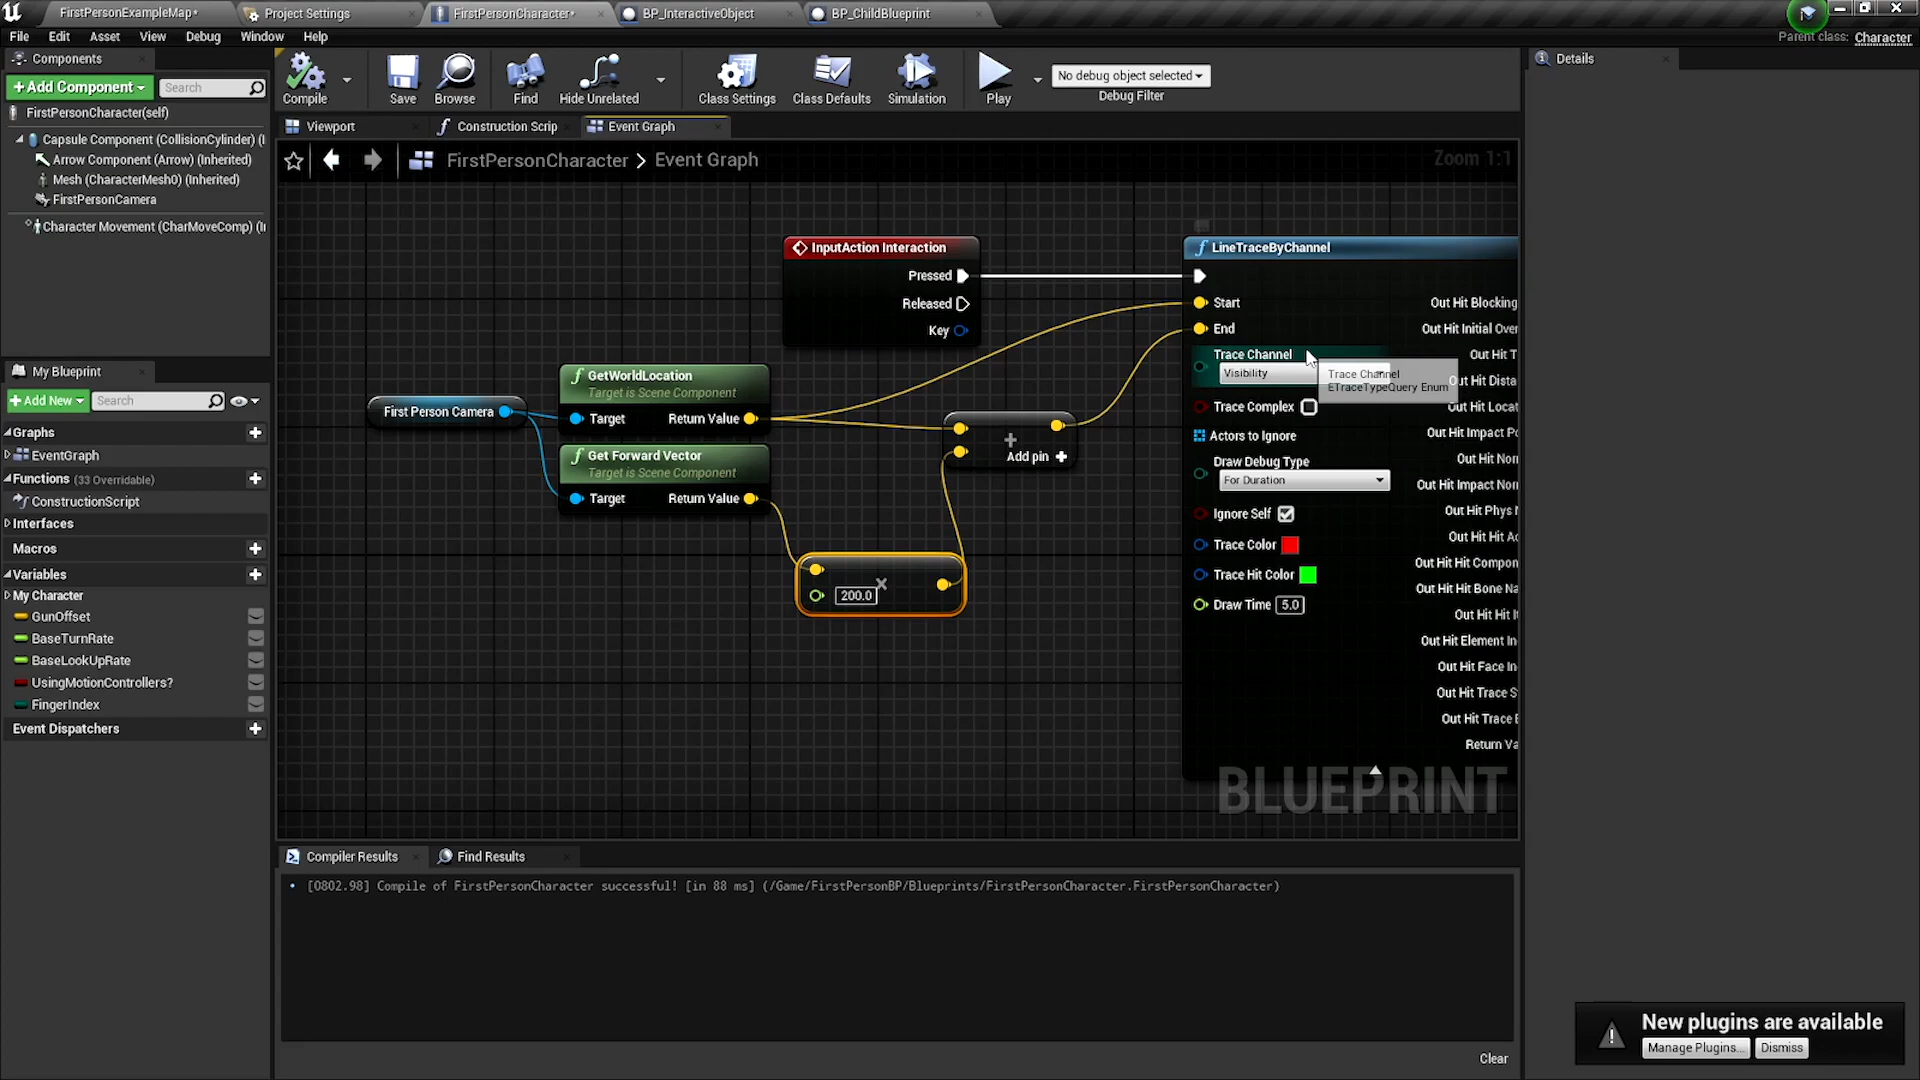 FirstPersonExampleMap*
Project Settings
FirstPersonCharacter*
BP_InteractiveObject
BP_ChildBlueprint
File Edit Asset View Debug Window Help
Parent class: Character
Components
+Add Component
Search
FirstPersonCharacter(self)
Capsule Component (CollisionCylinder) (I
Arrow Component (Arrow) (Inherited)
Mesh (CharacterMesh0) (Inherited)
FirstPersonCamera
Character Movement (CharMoveComp) (I
Compile
Save
Browse
Find
Hide Unrelated
Class Settings
Class Defaults
Simulation
Play
No debug object selected
Debug Filter
Details
Viewport
Construction Scrip
Event Graph
FirstPersonCharacter > Event Graph
Zoom 1:1
My Blueprint
+Add New
Search
Graphs
EventGraph
Functions (33 Overridable)
ConstructionScript
Interfaces
Macros
Variables
My Character
GunOffset
BaseTurnRate
BaseLookUpRate
UsingMotionControllers?
FingerIndex
Event Dispatchers
InputAction Interaction
Pressed
Released
Key
First Person Camera
GetWorldLocation
Target is Scene Component
Target Return Value
Get Forward Vector
Target is Scene Component
Target Return Value
+
Add pin +
200.0
LineTraceByChannel
Start
End
Trace Channel
Visibility
Trace Channel
ETraceTypeQuery Enum
Trace Complex
Actors to Ignore
Draw Debug Type
For Duration
Ignore Self
Trace Color
Trace Hit Color
Draw Time 5.0
Out Hit Blocking
Out Hit Initial Over
Out Hit T
Out Hit Dista
Out Hit Locat
Out Hit Impact Po
Out Hit Nor
Out Hit Impact Nor
Out Hit Phys M
Out Hit Ac
Out Hit Compon
Out Hit Bone Na
Out Hit It
Out Hit Element In
Out Hit Face In
Out Hit Trace S
Out Hit Trace E
Return Va
BLUEPRINT
Compiler Results
Find Results
[0802.98] Compile of FirstPersonCharacter successful! [in 88 ms] (/Game/FirstPersonBP/Blueprints/FirstPersonCharacter.FirstPersonCharacter)
Clear
New plugins are available
Manage Plugins...
Dismiss